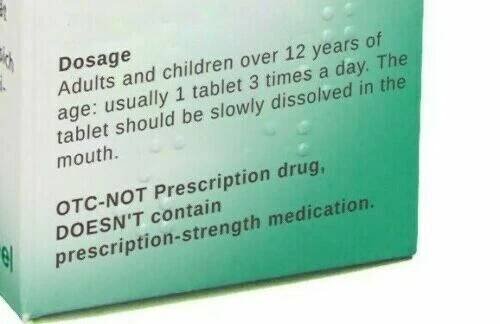 Dosage
Adults and children over 12 years of
age: usually 1 tablet 3 times a day. The
tablet should be slowly dissolved in the
mouth.
OTC-NOT Prescription drug,
DOESN'T contain
prescription-strength medication.